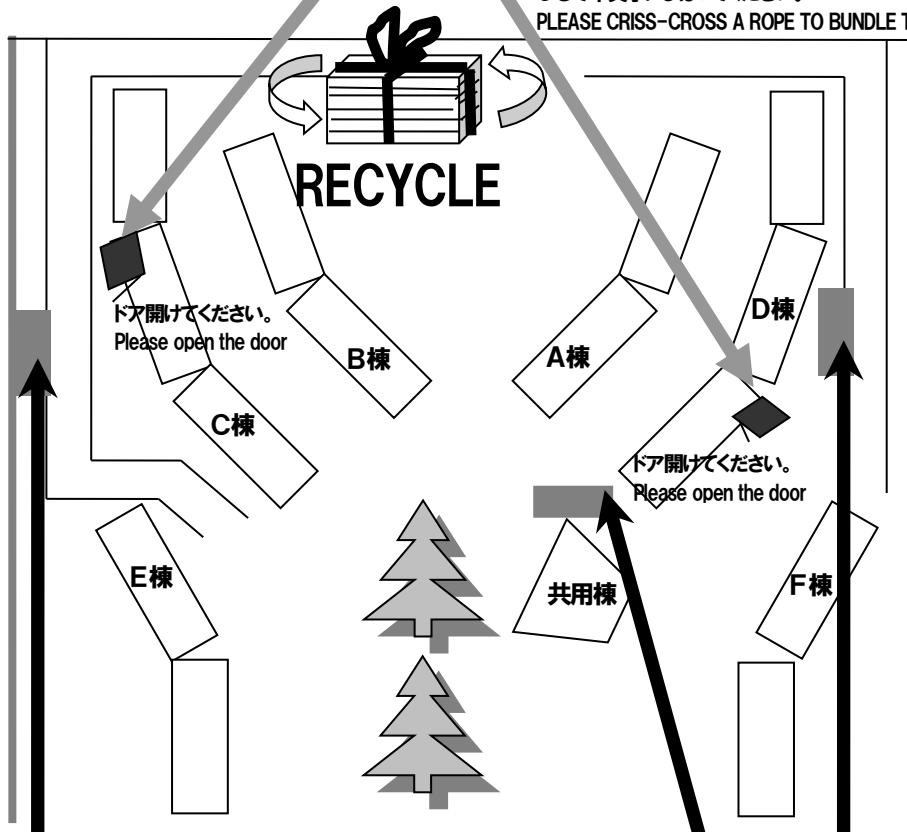 PLEASE CRISS-CROSS A ROPE TO BUNDLE T
RECYCLE
ドア開けてください。
Please open the door
B棟
A棟
D棟
C棟
ドア開けてください。
Please open the door
E棟
共用棟
F棟